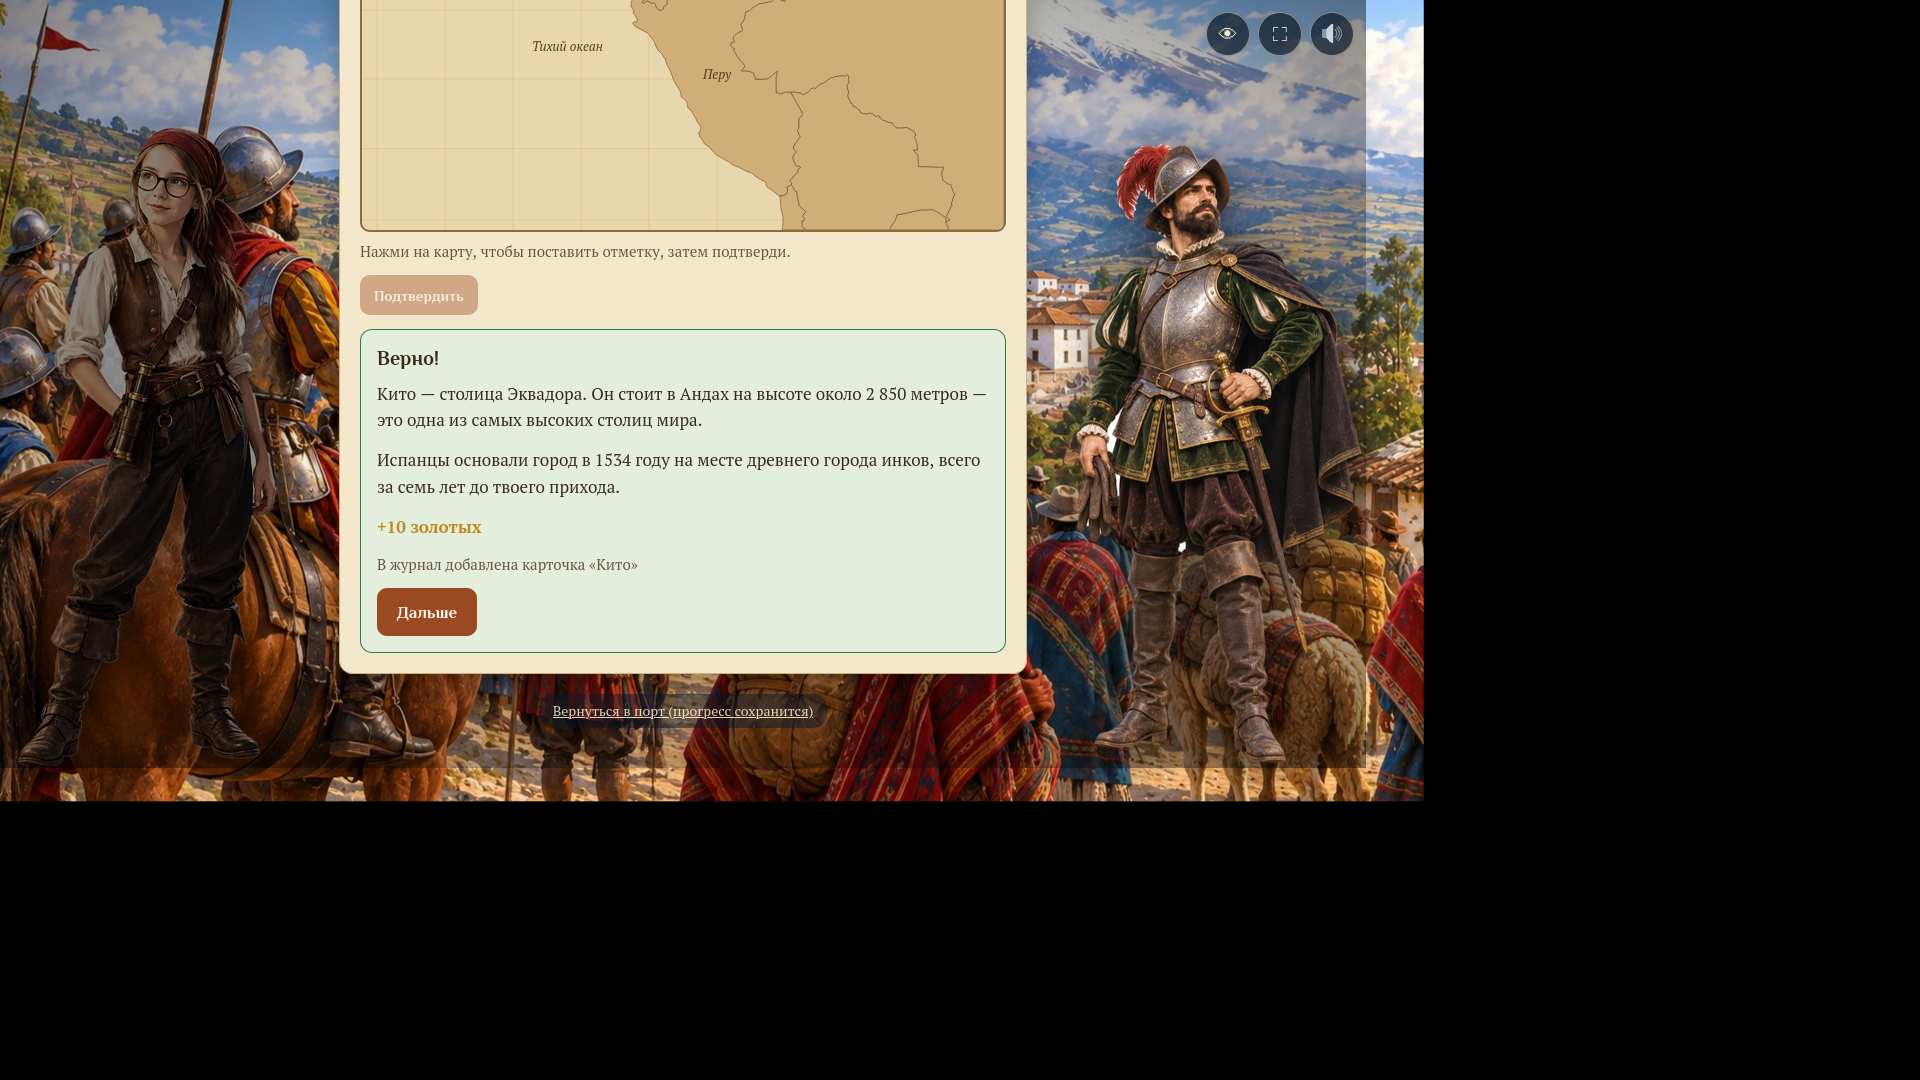 Тихий океан
Перу
Нажми на карту, чтобы поставить отметку, затем подтверди.
Подтвердить
Верно!
Кито — столица Эквадора. Он стоит в Андах на высоте около 2 850 метров —
это одна из самых высоких столиц мира.
Испанцы основали город в 1534 году на месте древнего города инков, всего
за семь лет до твоего прихода.
+10 золотых
В журнал добавлена карточка «Кито»
Дальше
Вернуться в порт (прогресс сохранится)